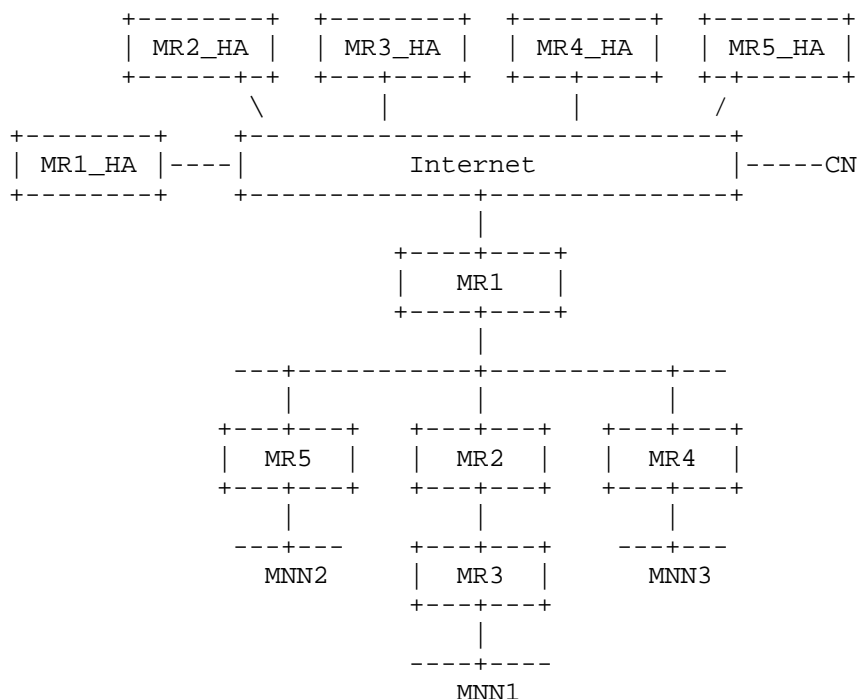 MR2_HA MR3_HA MR4_HA MR5_HA
MR1_HA Internet CN
MR1
MR5 MR2 MR4
MNN2 MR3 MNN3
MNN1